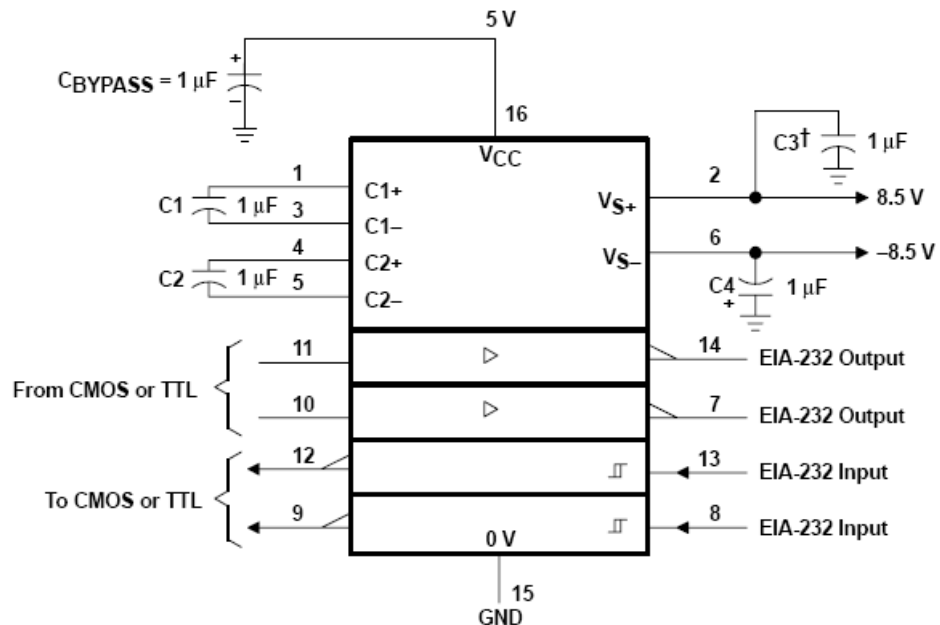 5 V
CBYPASS = 1 µF
+
−
16
VCC
C3† 1 µF
1
C1+
2
VS+
8.5 V
C1 1 µF
3
C1−
4
C2+
6
VS−
−8.5 V
C2 1 µF
5
C2−
C4
+
1 µF
11
14
EIA-232 Output
From CMOS or TTL
10
7
EIA-232 Output
12
13
EIA-232 Input
To CMOS or TTL
9
8
EIA-232 Input
0 V
15
GND